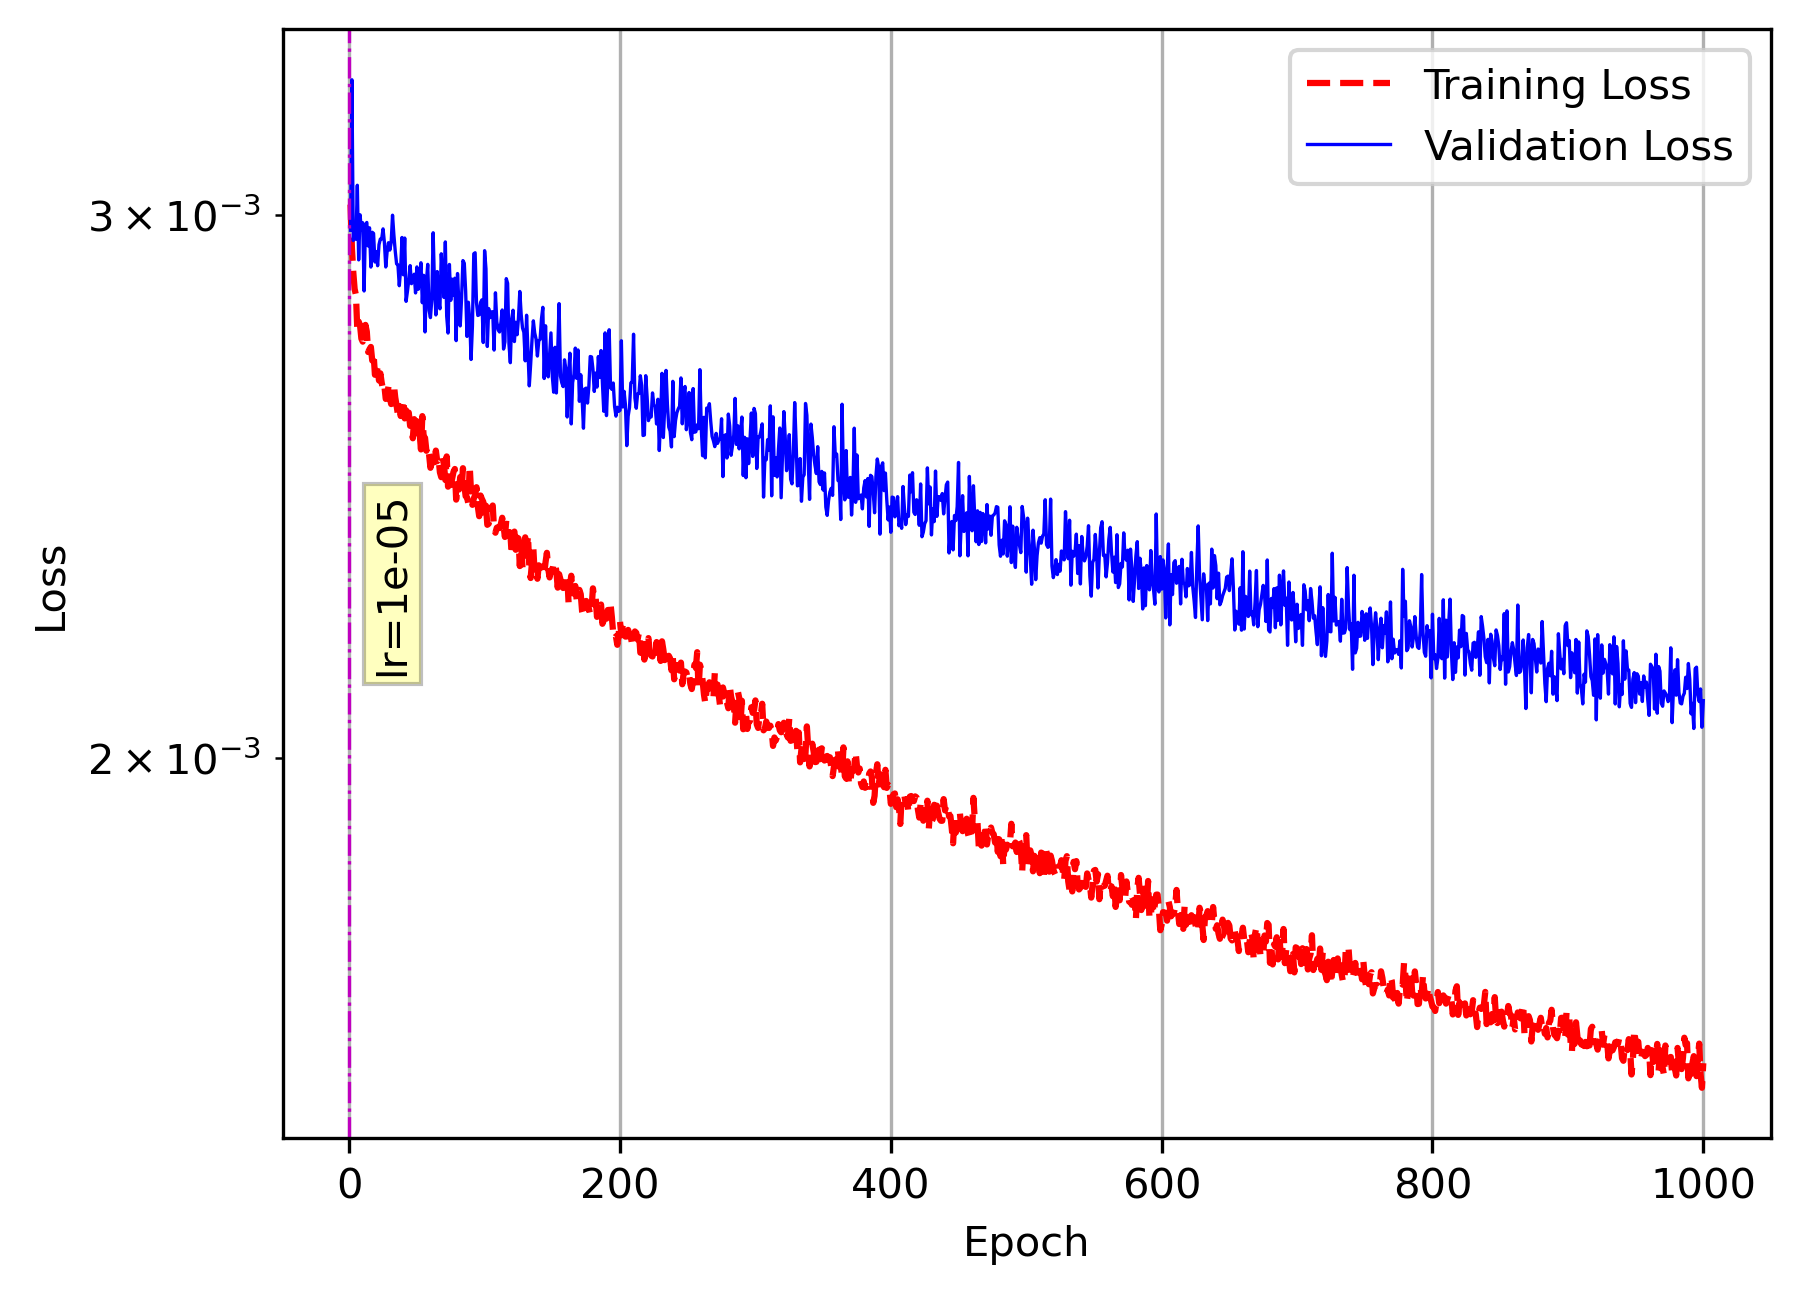 Training Loss
Validation Loss
3 × 10⁻³
2 × 10⁻³
Loss
lr=1e-05
0 200 400 600 800 1000
Epoch